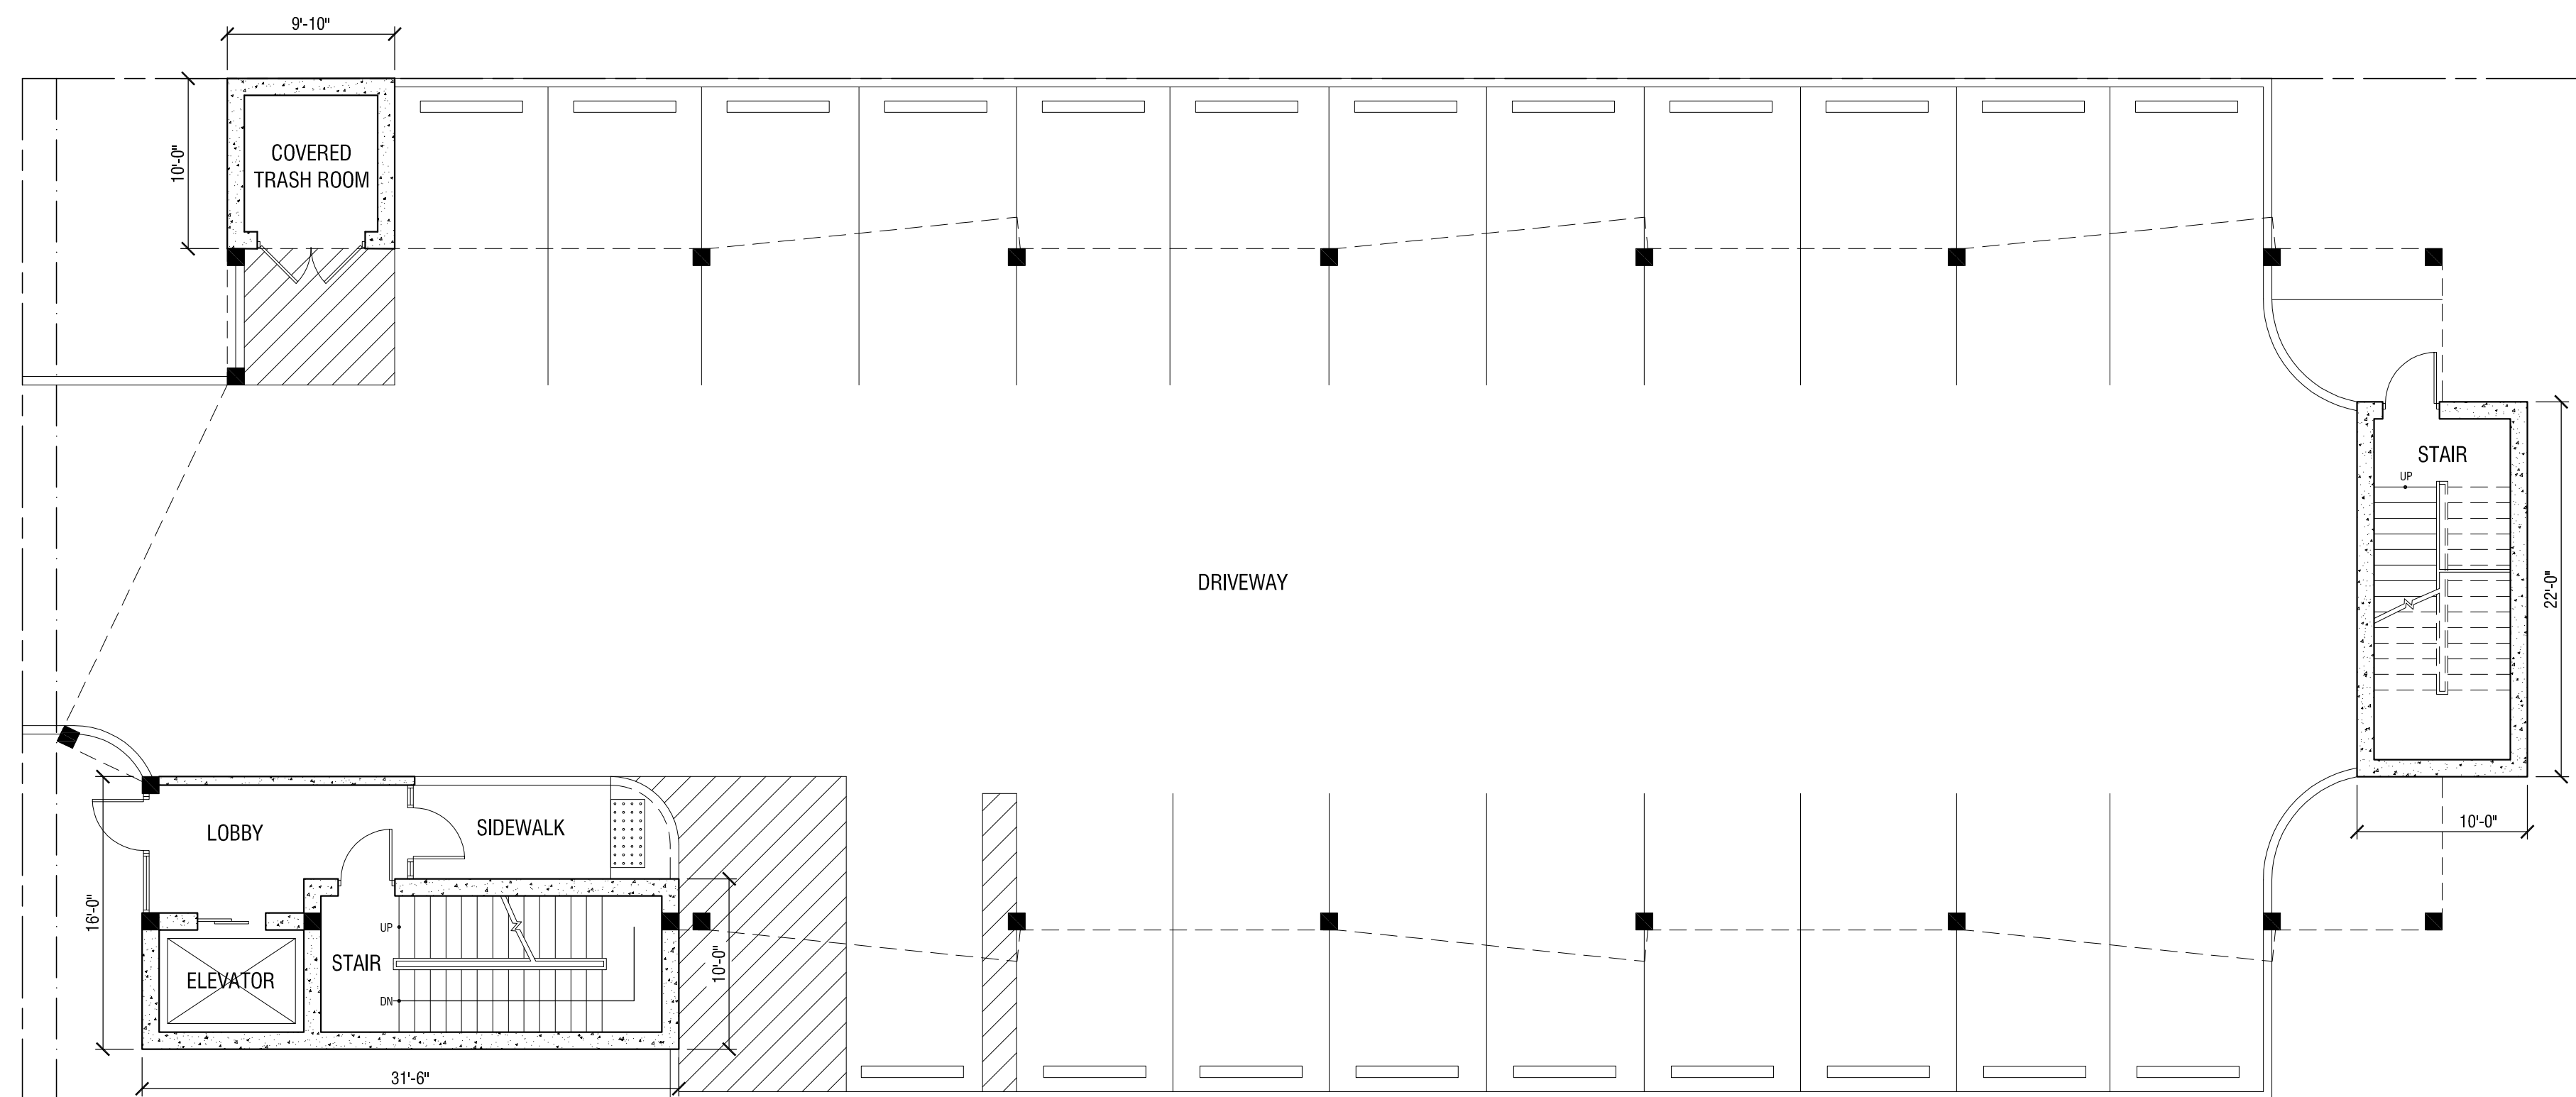 9'-10"
10'-0"
COVERED
TRASH ROOM
STAIR
UP
DRIVEWAY
22'-0"
10'-0"
LOBBY
SIDEWALK
16'-0"
UP
STAIR
10'-0"
ELEVATOR
DN
31'-6"